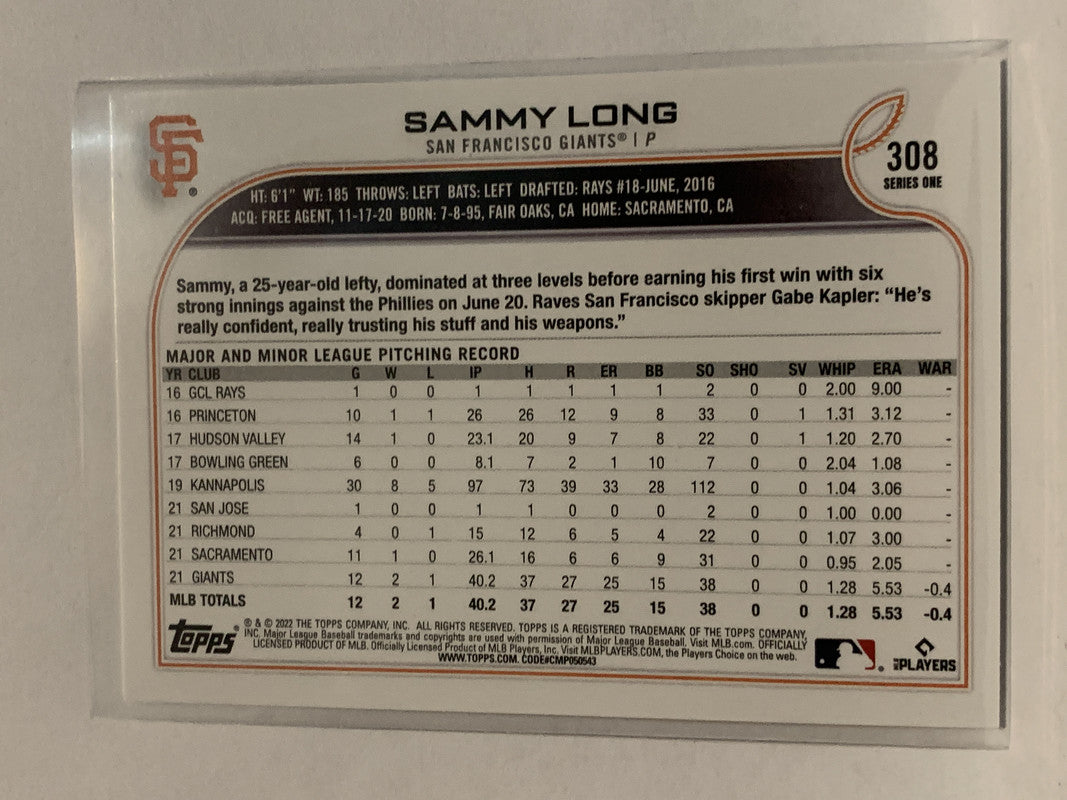 SF
SAMMY LONG
SAN FRANCISCO GIANTS® | P
308
SERIES ONE
HT: 6'1" WT: 185 THROWS: LEFT BATS: LEFT DRAFTED: RAYS #18-JUNE, 2016
ACQ: FREE AGENT, 11-17-20 BORN: 7-8-95, FAIR OAKS, CA HOME: SACRAMENTO, CA
Sammy, a 25-year-old lefty, dominated at three levels before earning his first win with six
strong innings against the Phillies on June 20. Raves San Francisco skipper Gabe Kapler: “He's
really confident, really trusting his stuff and his weapons.”
MAJOR AND MINOR LEAGUE PITCHING RECORD
YR CLUB G W L IP H R ER BB SO SHO SV WHIP ERA WAR
16 GCL RAYS 1 0 0 1 1 1 1 1 2 0 0 2.00 9.00 -
16 PRINCETON 10 1 1 26 26 12 9 8 33 0 1 1.31 3.12 -
17 HUDSON VALLEY 14 1 0 23.1 20 9 7 8 22 0 1 1.20 2.70 -
17 BOWLING GREEN 6 0 0 8.1 7 2 1 10 7 0 0 2.04 1.08 -
19 KANNAPOLIS 30 8 5 97 73 39 33 28 112 0 0 1.04 3.06 -
21 SAN JOSE 1 0 0 1 1 0 0 0 2 0 0 1.00 0.00 -
21 RICHMOND 4 0 1 15 12 6 5 4 22 0 0 1.07 3.00 -
21 SACRAMENTO 11 1 0 26.1 16 6 6 9 31 0 0 0.95 2.05 -
21 GIANTS 12 2 1 40.2 37 27 25 15 38 0 0 1.28 5.53 -0.4
MLB TOTALS 12 2 1 40.2 37 27 25 15 38 0 0 1.28 5.53 -0.4
Topps®
® & © 2022 THE TOPPS COMPANY, INC. ALL RIGHTS RESERVED. TOPPS IS A REGISTERED TRADEMARK OF THE TOPPS COMPANY,
INC. Major League Baseball trademarks and copyrights are used with permission of Major League Baseball. Visit MLB.com. OFFICIALLY
LICENSED PRODUCT OF MLB. Officially Licensed Product of MLB Players, Inc. Visit MLBPLAYERS.COM, the Players Choice on the web.
WWW.TOPPS.COM. CODE#CMP050543
MLB PLAYERS